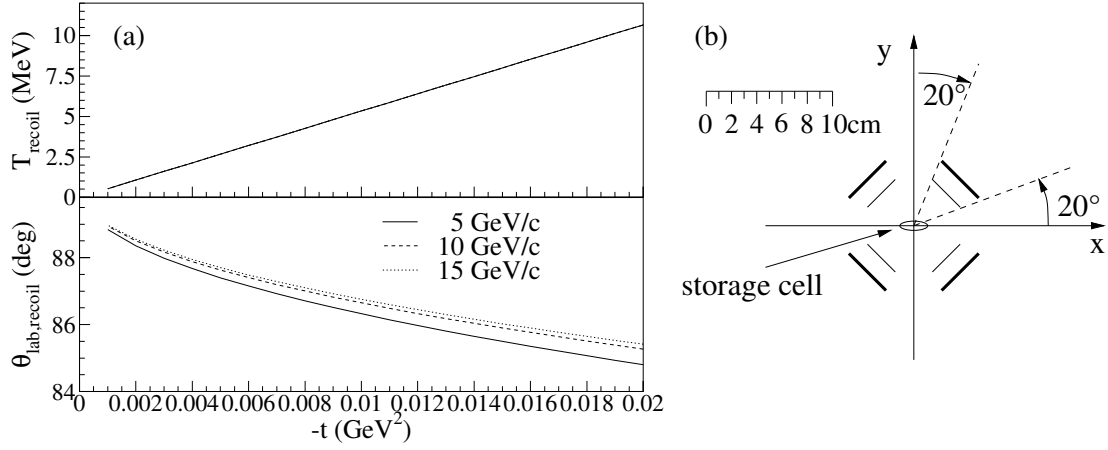 (a)
T_recoil (MeV)
10
7.5
5
2.5
0
θ_lab,recoil (deg)
88
86
84
5 GeV/c
10 GeV/c
15 GeV/c
0 0.002 0.004 0.006 0.008 0.01 0.012 0.014 0.016 0.018 0.02
-t (GeV²)
(b)
y
20°
0 2 4 6 8 10cm
20°
x
storage cell